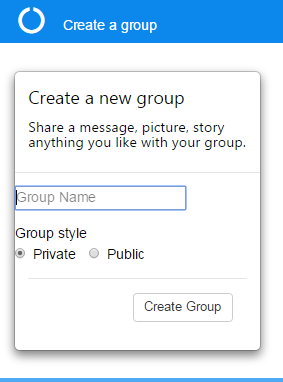 Create a group
Create a new group
Share a message, picture, story
anything you like with your group.
Group Name
Group style
Private Public
Create Group